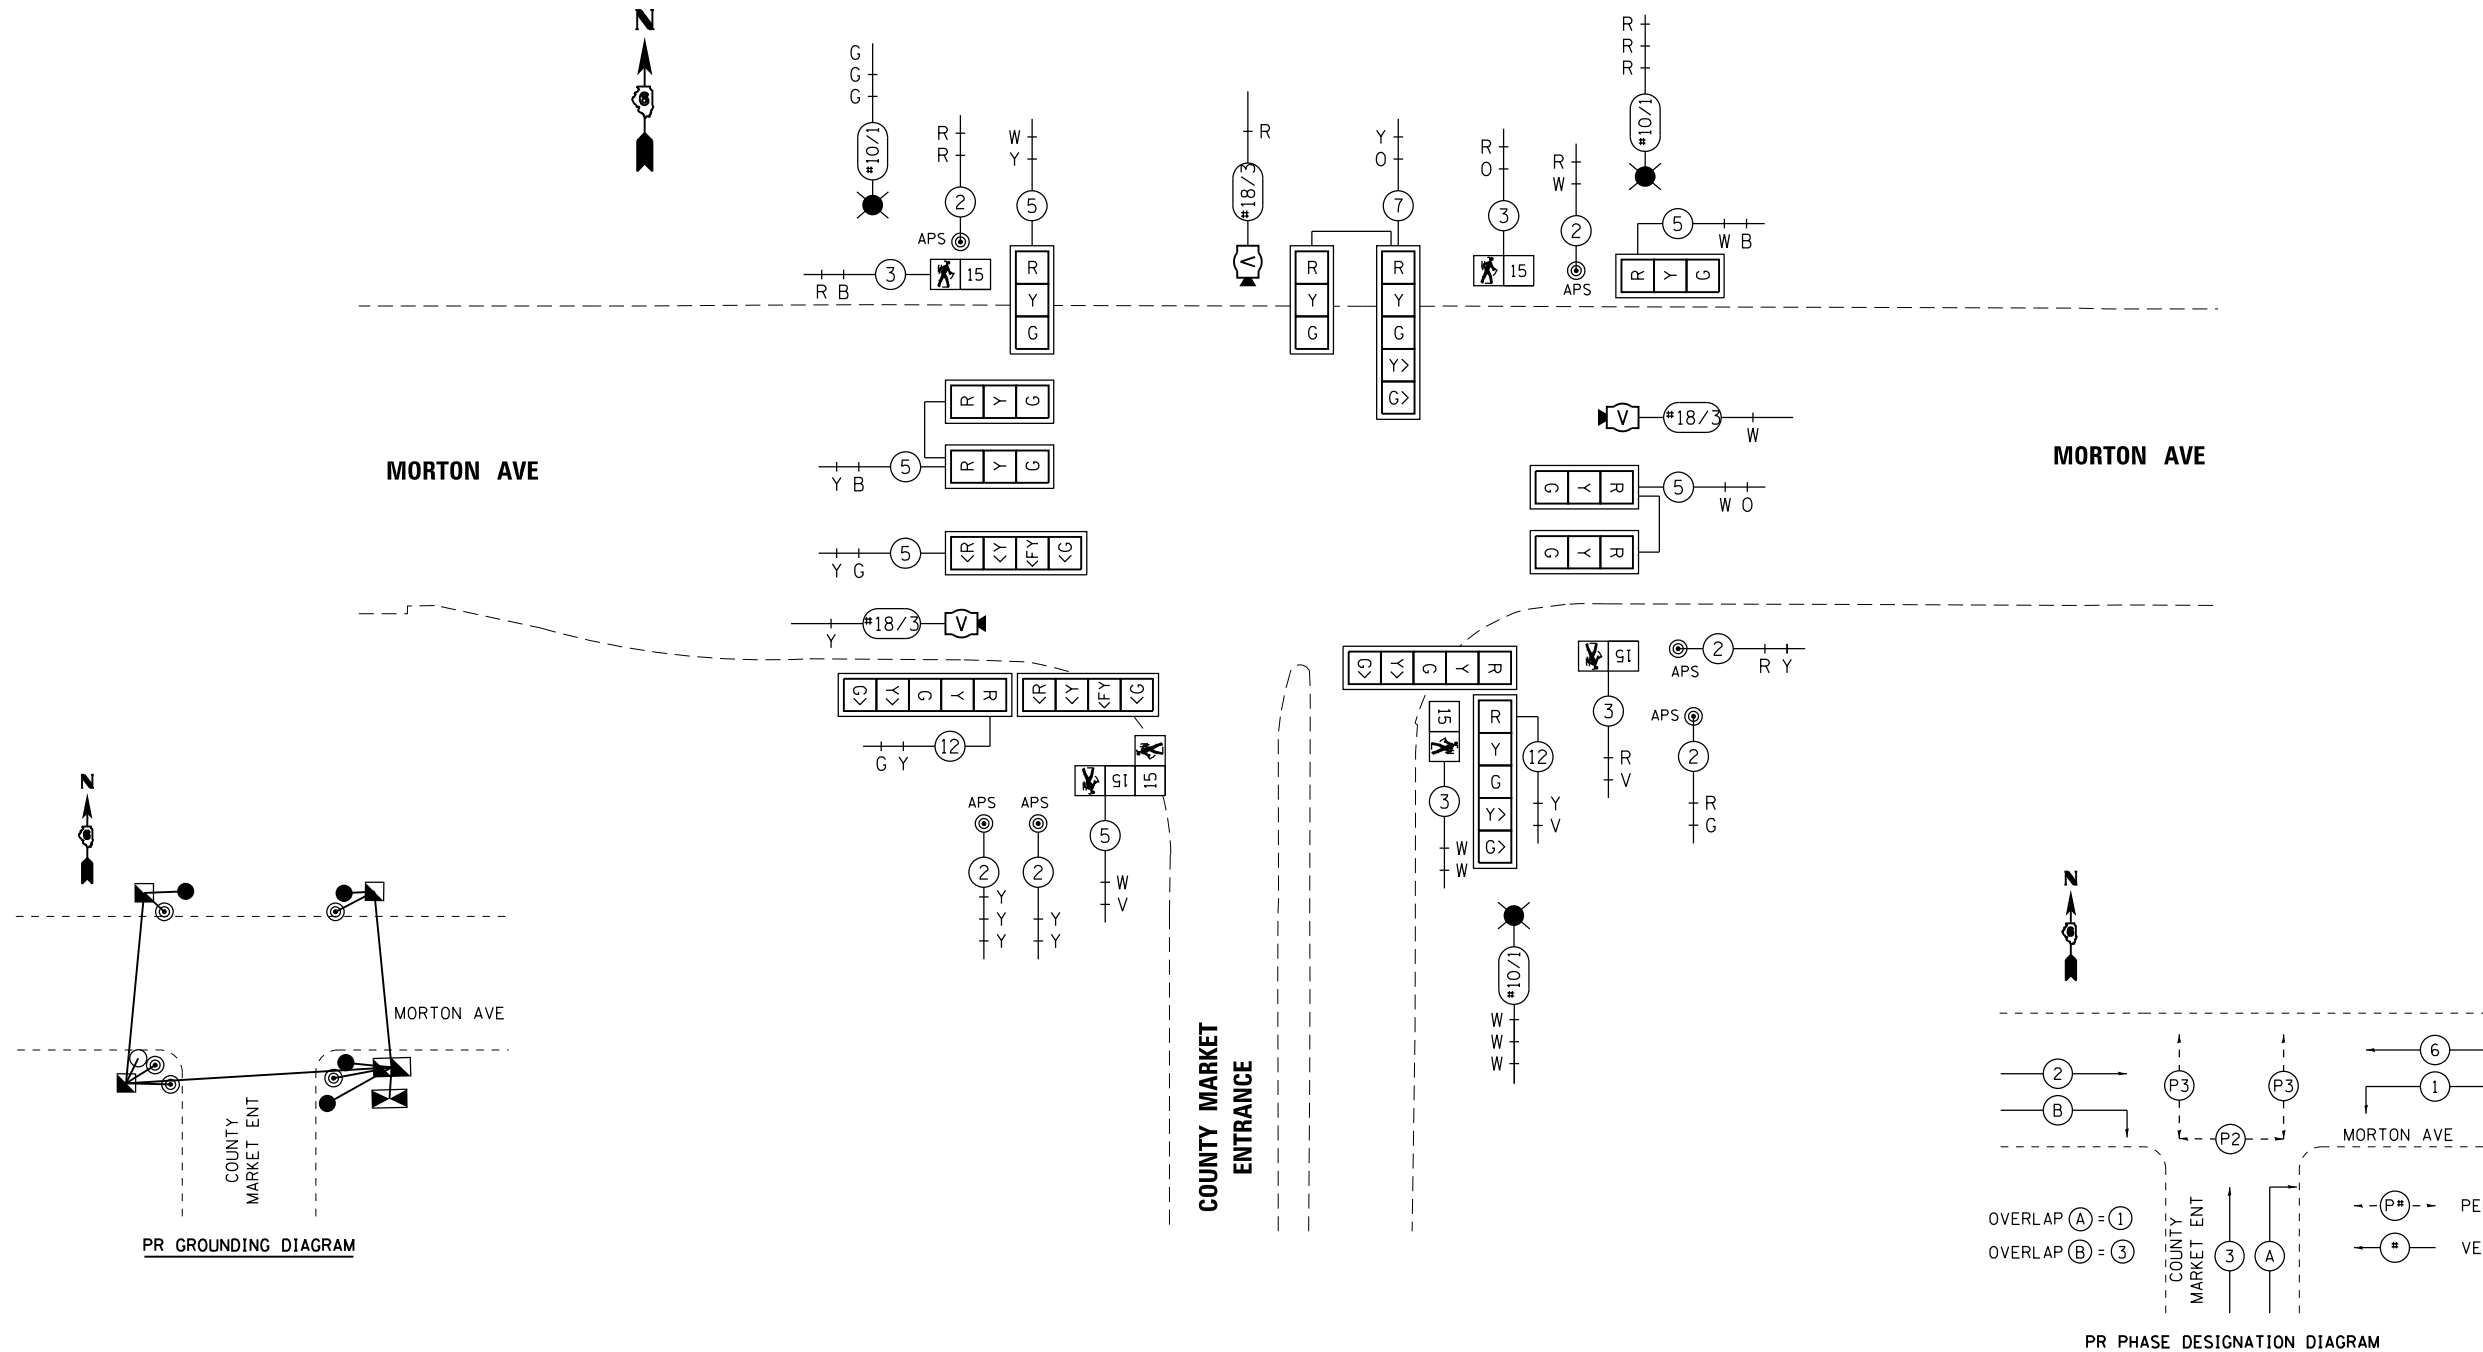 N
6
G
G
G
#10/1
R
R
2
APS
W
Y
5
R
Y
G
R B
3
15
R
#18/3
V
Y
O
7
R
Y
G
R
Y
G
Y>
G>
R
O
3
15
R
W
2
APS
R
R
R
#10/1
5
W B
R Y G
MORTON AVE
R Y G
Y B
5
R Y G
Y G
5
<R <Y <FY <G
Y
#18/3
V
V
#18/3
W
MORTON AVE
G Y R
5
W O
G Y R
G> Y> G Y R
<R <Y <FY <G
G Y
12
15
15
5
W
V
APS
2
Y
Y
Y
APS
2
Y
Y
G> Y> G Y R
15
3
W
W
R
Y
G
Y>
G>
12
Y
V
15
3
R
V
APS
2
R Y
APS
2
R
G
#10/1
W
W
W
COUNTY MARKET
ENTRANCE
N
MORTON AVE
COUNTY
MARKET ENT
PR GROUNDING DIAGRAM
N
2
B
P3
P3
P2
6
1
MORTON AVE
OVERLAP A = 1
OVERLAP B = 3
COUNTY
MARKET ENT
3
A
P# PE
# VE
PR PHASE DESIGNATION DIAGRAM